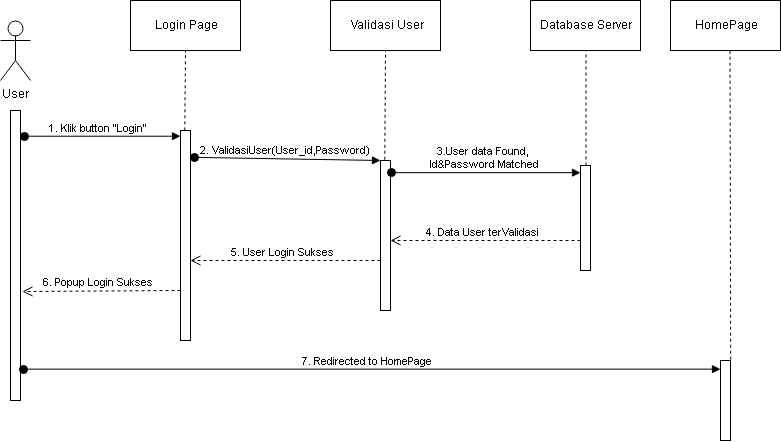 Login Page
Validasi User
Database Server
HomePage
User
1. Klik button "Login"
2. ValidasiUser(User_id,Password)
3.User data Found,
Id&Password Matched
4. Data User terValidasi
5. User Login Sukses
6. Popup Login Sukses
7. Redirected to HomePage